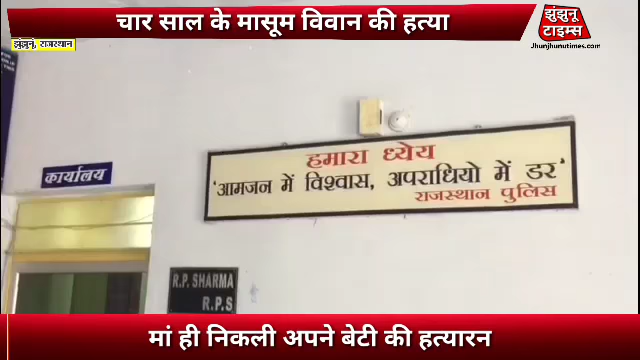 चार साल के मासूम विवान की हत्या
झुंझुनू टाइम्स
Jhunjhunutimes.com
झुंझुनू, राजस्थान
हमारा ध्येय
'आमजन में विश्वास, अपराधियो में डर'
राजस्थान पुलिस
कार्यालय
R.P. SHARMA
R.P.S
मां ही निकली अपने बेटी की हत्यारन